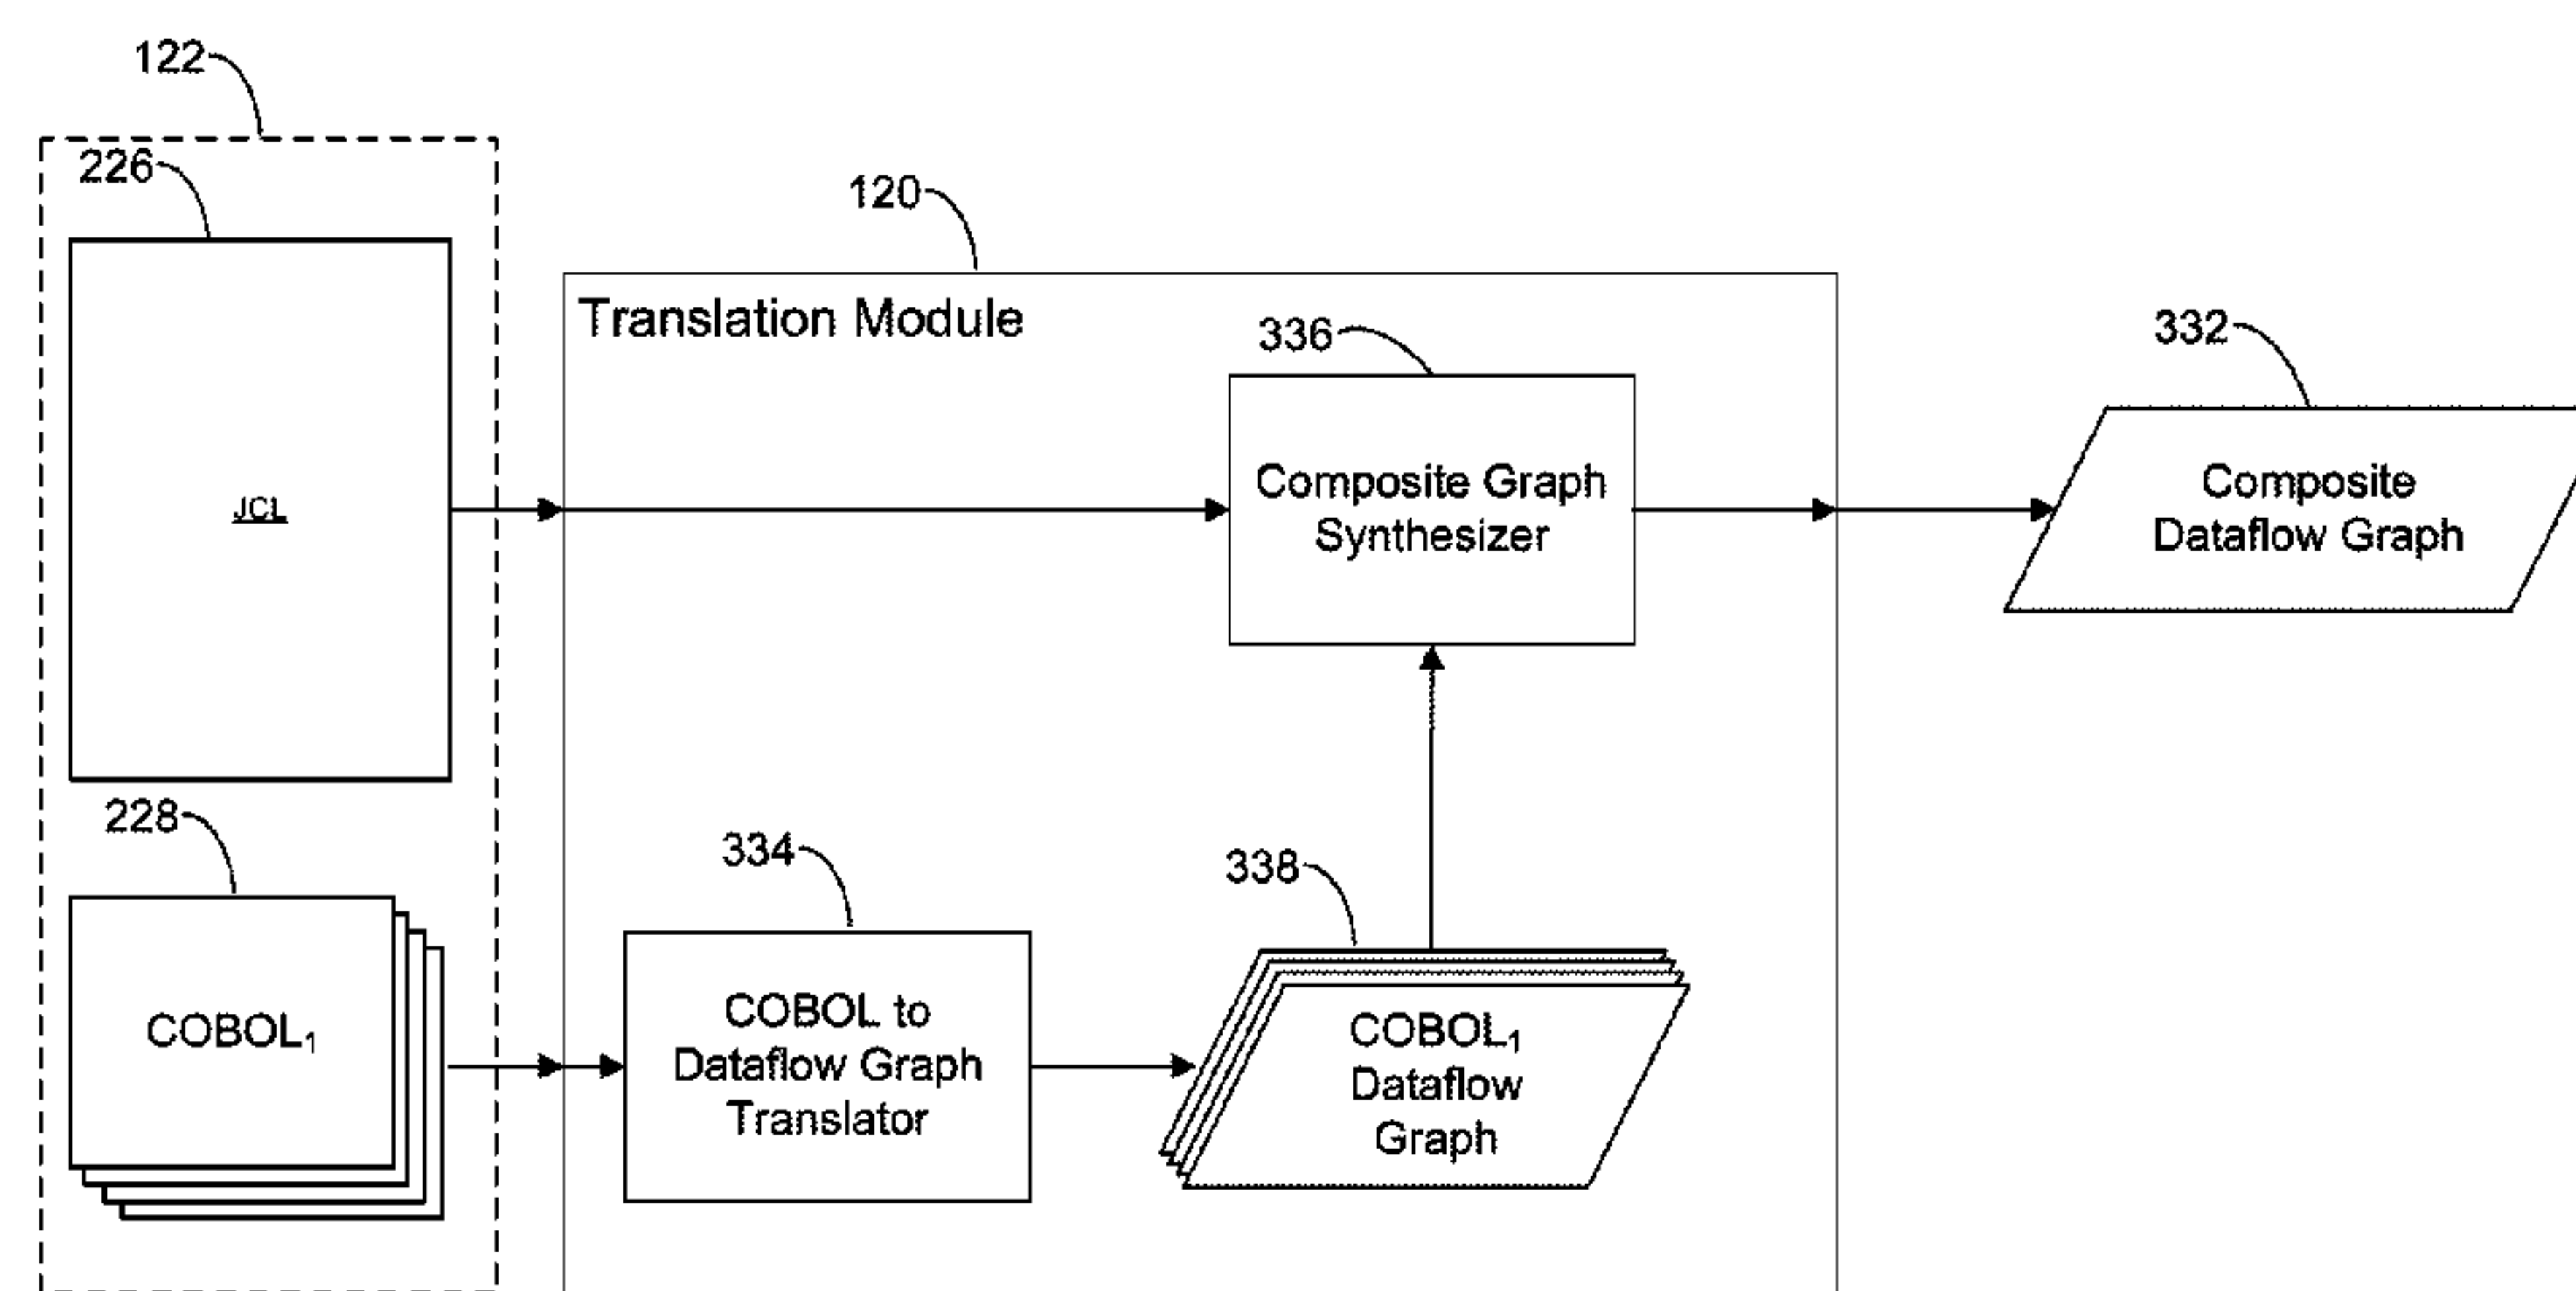 122
226
120
Translation Module
336
332
JCL
Composite Graph
Synthesizer
Composite
Dataflow Graph
228
334
338
COBOL₁
COBOL to
Dataflow Graph
Translator
COBOL₁
Dataflow
Graph